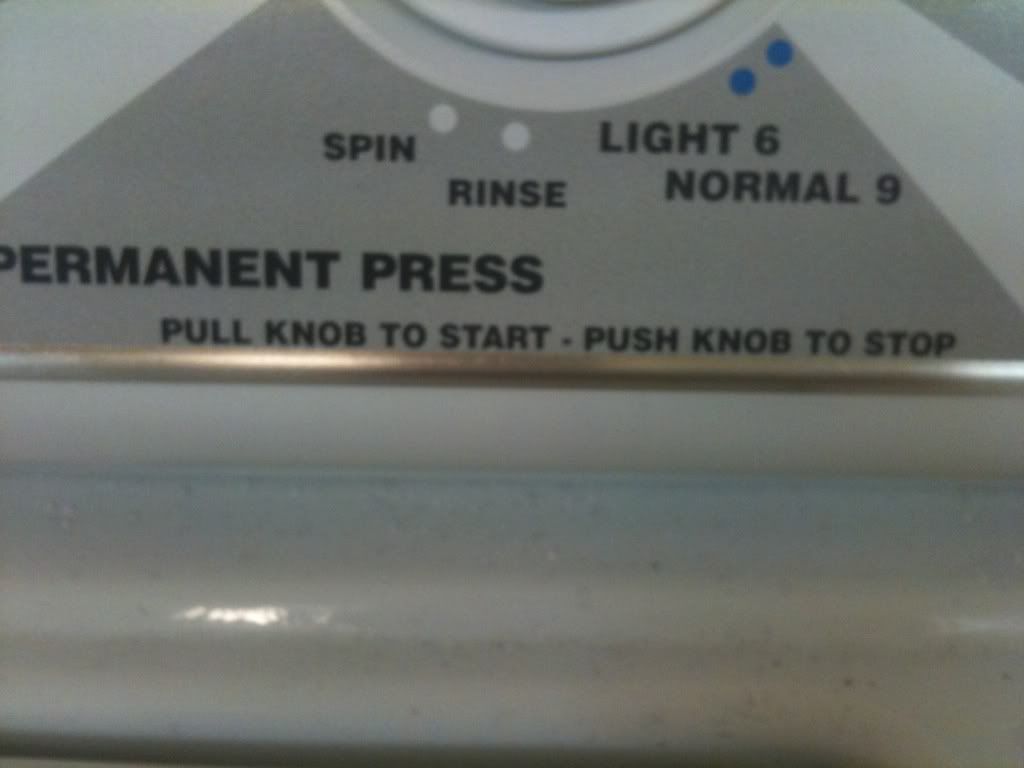 SPIN
LIGHT 6
RINSE
NORMAL 9
PERMANENT PRESS
PULL KNOB TO START - PUSH KNOB TO STOP